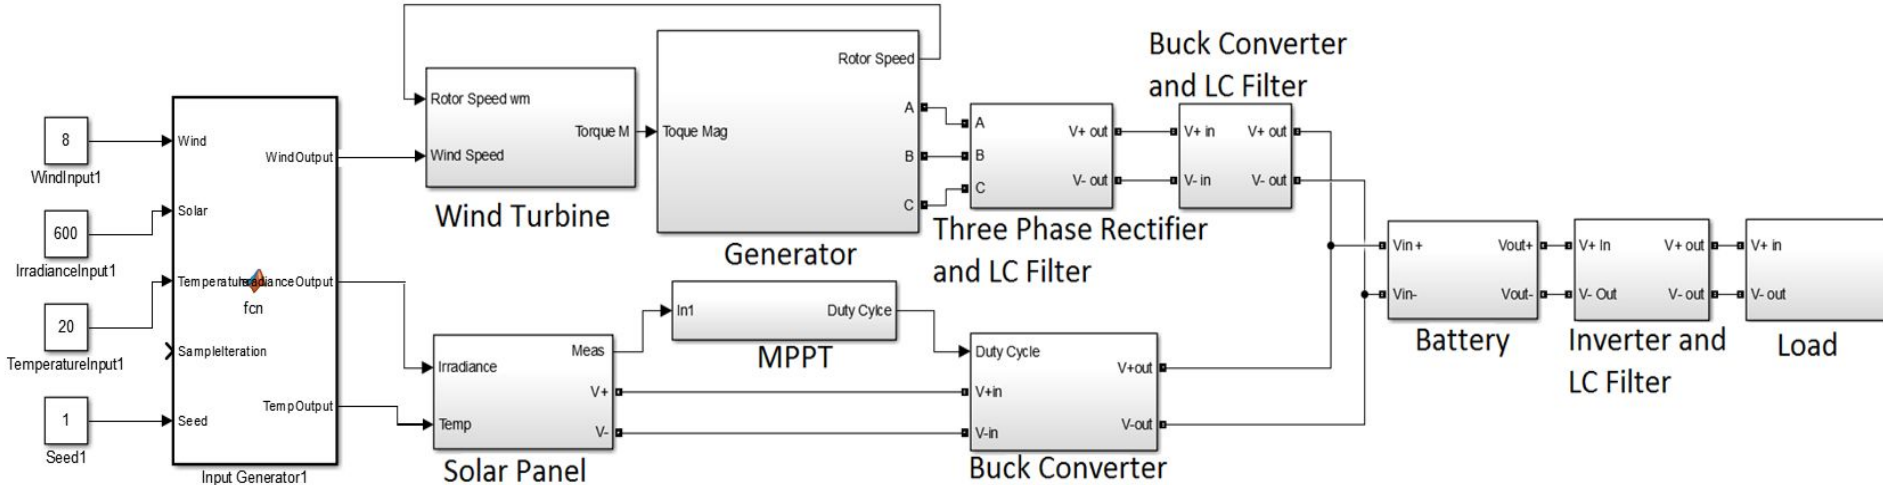 8
WindInput1
600
IrradianceInput1
20
TemperatureInput1
1
Seed1
Wind
Solar
Temperature
SampleIteration
Seed
WindOutput
IrradianceOutput
TempOutput
fcn
Input Generator1
Rotor Speed wm
Wind Speed
Torque M
Wind Turbine
Toque Mag
Rotor Speed
A
B
C
Generator
A
B
C
V+ out
V- out
Three Phase Rectifier
and LC Filter
Buck Converter
and LC Filter
V+ in
V- in
V+ out
V- out
Irradiance
Temp
Meas
V+
V-
Solar Panel
In1
Duty Cylce
MPPT
Duty Cycle
V+in
V-in
V+out
V-out
Buck Converter
Vin +
Vin-
Vout+
Vout-
Battery
V+ In
V- Out
V+ out
V- out
Inverter and
LC Filter
V+ in
V- out
Load